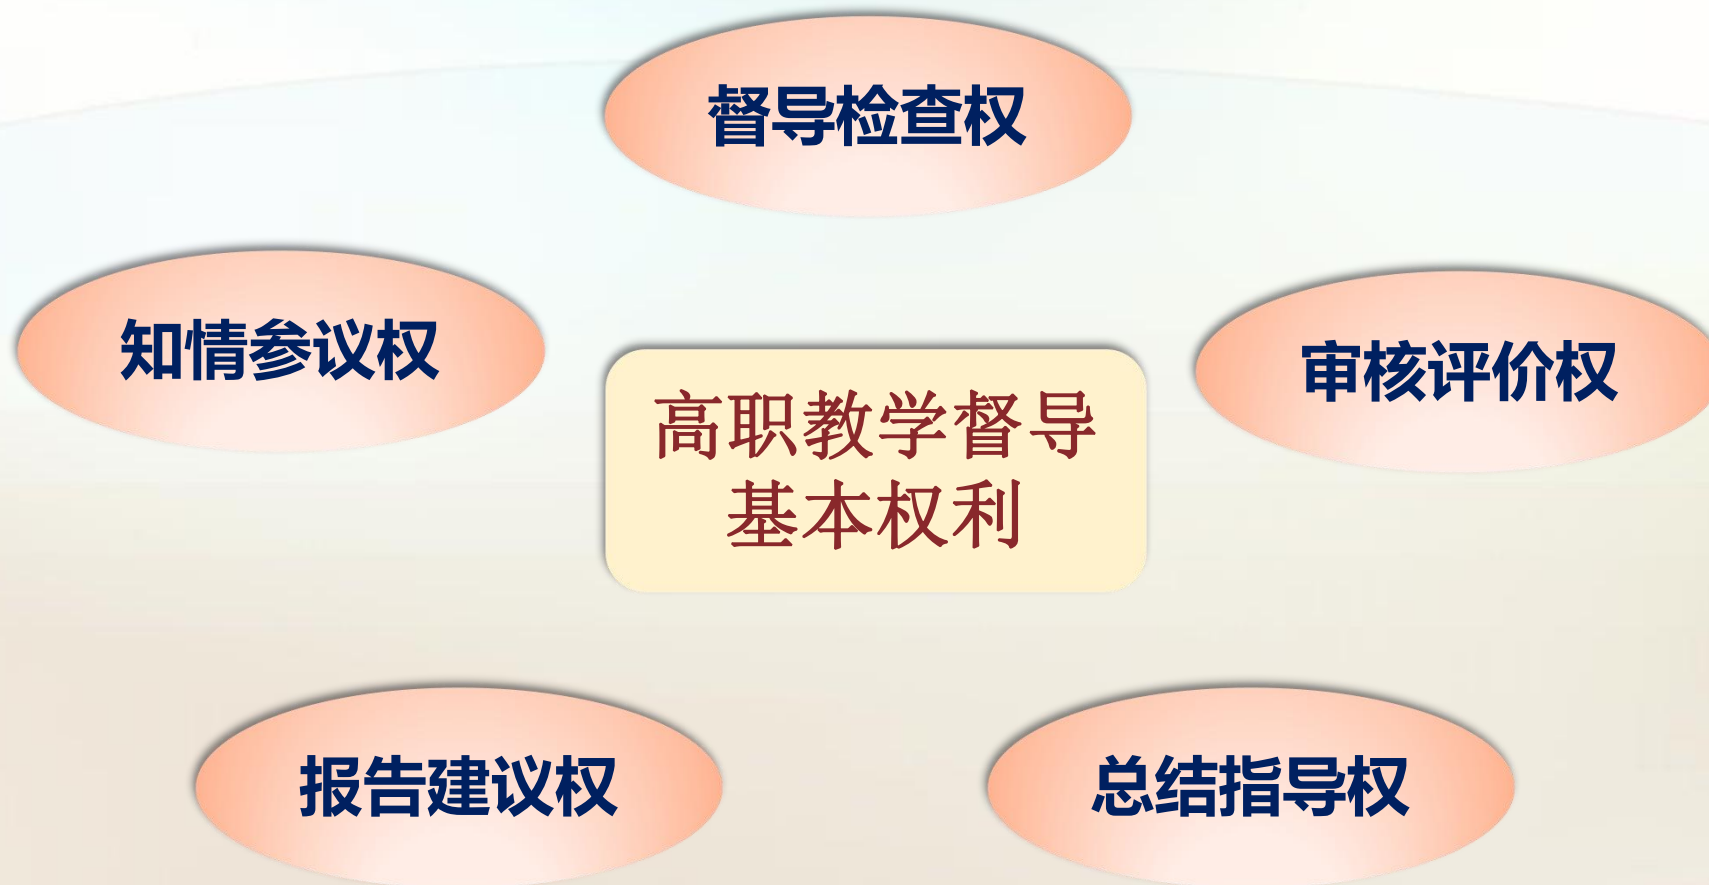 督导检查权
知情参议权
审核评价权
高职教学督导
基本权利
报告建议权
总结指导权